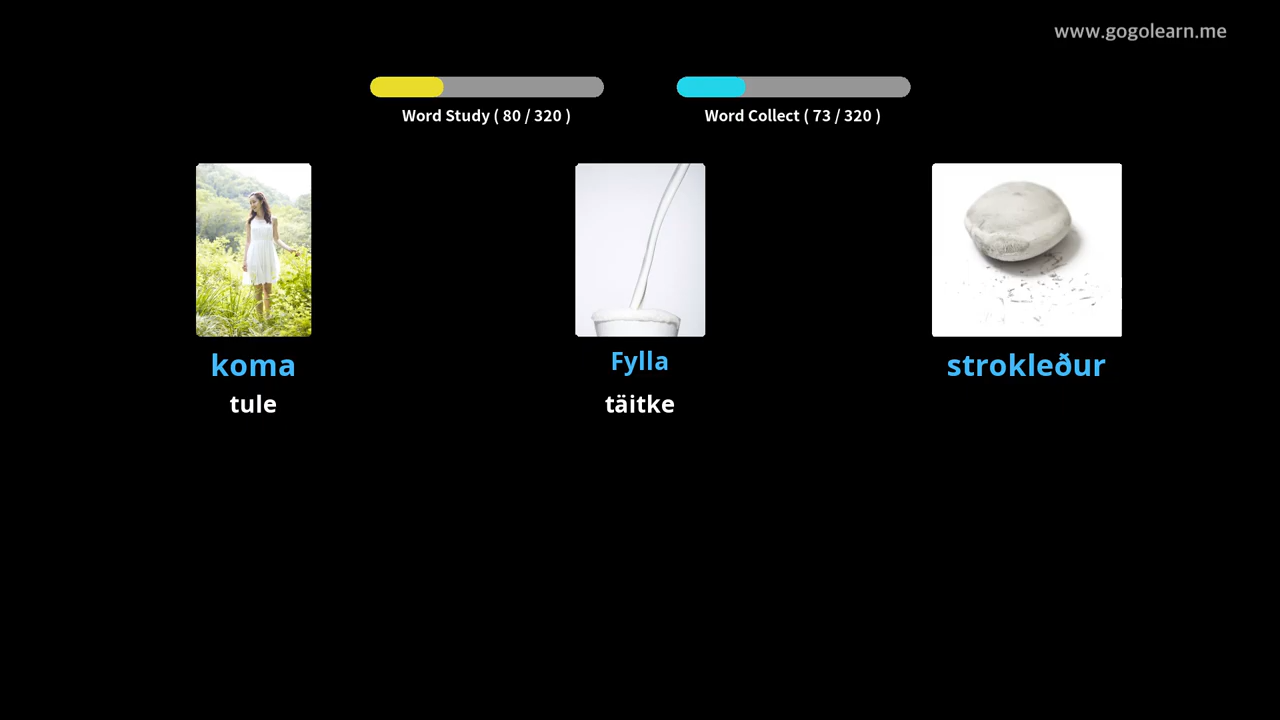 www.gogolearn.me
Word Study ( 80 / 320 )
Word Collect ( 73 / 320 )
koma
tule
Fylla
täitke
strokleður